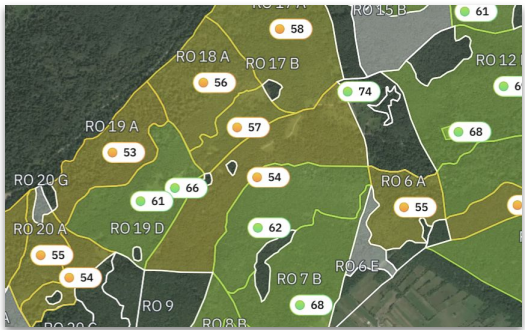 RO 17 A
58
RO 15 B
61
RO 18 A
RO 17 B
RO 12
56
74
57
68
RO 19 A
53
RO 20 G
54
RO 6 A
66
61
55
RO 20 A
RO 19 D
62
55
54
RO 6 E
RO 7 B
RO 9
68
RO 8 B